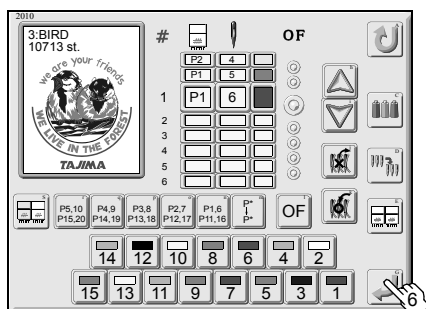 2010
3:BIRD
10713 st.
we are your friends
WE LIVE IN THE FOREST
TAJIMA
# OF
P2 4
P1 5
1 P1 6
2
3
4
5
6
P5,10 P4,9 P3,8 P2,7 P1,6 P*
P15,20 P14,19 P13,18 P12,17 P11,16 P*
OF
14 12 10 8 6 4 2
15 13 11 9 7 5 3 1
6